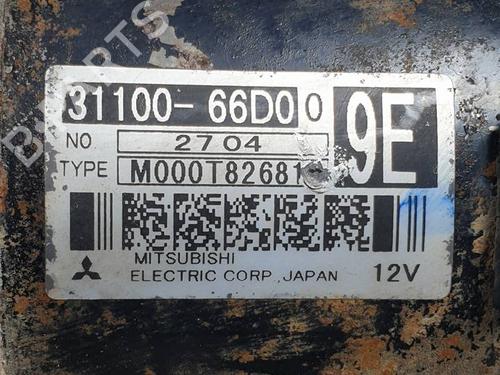 31100-66D00
9E
NO. 2704
TYPE M000T82681
MITSUBISHI
ELECTRIC CORP., JAPAN 12V